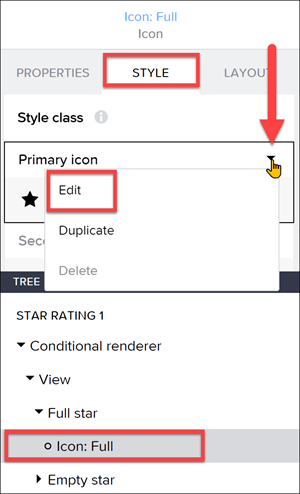 Icon: Full
Icon
PROPERTIES STYLE LAYOUT
Style class
Primary icon
Edit
Seco
Duplicate
Delete
TREE
STAR RATING 1
Conditional renderer
View
Full star
Icon: Full
Empty star